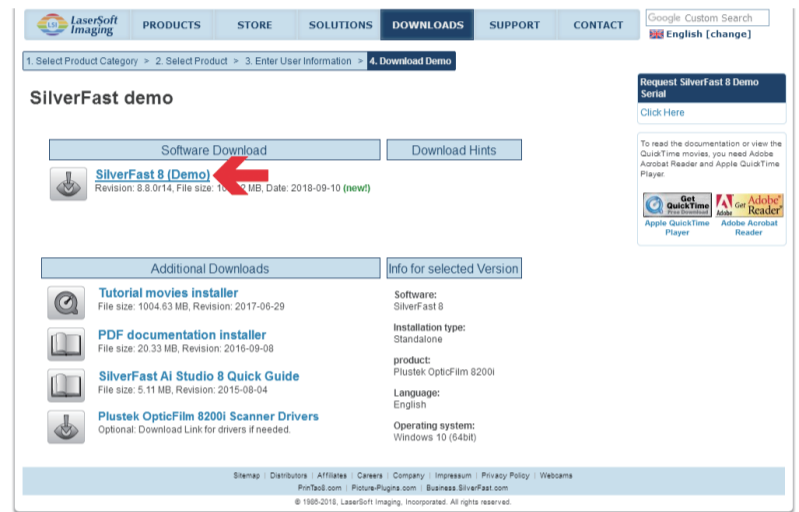 LaserSoft
Imaging
PRODUCTS
STORE
SOLUTIONS
DOWNLOADS
SUPPORT
CONTACT
Google Custom Search
English [change]
1. Select Product Category > 2. Select Product > 3. Enter User Information > 4. Download Demo
SilverFast demo
Request SilverFast 8 Demo
Serial
Click Here
To read the documentation or view the
QuickTime movies, you need Adobe
Acrobat Reader and Apple QuickTime
Player.
Get
QuickTime
Free Download
Get Adobe®
Adobe Reader®
Apple QuickTime
Player
Adobe Acrobat
Reader
Software Download
Download Hints
SilverFast 8 (Demo)
Revision: 8.8.0r14, File size: MB, Date: 2018-09-10 (new!)
Additional Downloads
Info for selected Version
Tutorial movies installer
File size: 1004.63 MB, Revision: 2017-06-29
PDF documentation installer
File size: 20.33 MB, Revision: 2016-09-08
SilverFast Ai Studio 8 Quick Guide
File size: 5.11 MB, Revision: 2015-08-04
Plustek OpticFilm 8200i Scanner Drivers
Optional: Download Link for drivers if needed.
Software:
SilverFast 8
Installation type:
Standalone
product:
Plustek OpticFilm 8200i
Language:
English
Operating system:
Windows 10 (64bit)
Sitemap | Distributors | Affiliates | Careers | Company | Impressum | Privacy Policy | Webcams
PrinTao8.com | Picture-Plugins.com | Business.SilverFast.com
© 1986-2018, LaserSoft Imaging, Incorporated. All rights reserved.